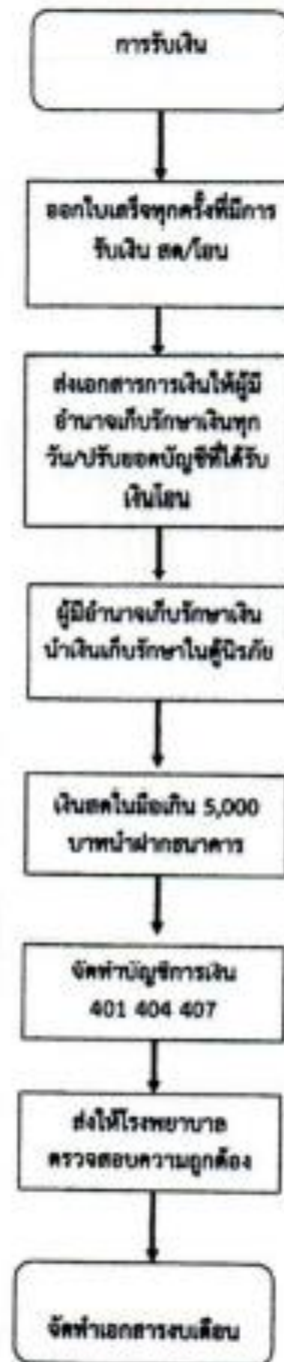 การรับเงิน
ออกใบเสร็จทุกครั้งที่มีการ
รับเงิน สด/โอน
ส่งเอกสารการเงินให้ผู้มี
อำนาจเก็บรักษาเงินทุก
วัน/ปรับยอดบัญชีที่ได้รับ
เงินโอน
ผู้มีอำนาจเก็บรักษาเงิน
นำเงินเก็บรักษาในตู้นิรภัย
เงินสดในมือเกิน 5,000
บาทนำฝากธนาคาร
จัดทำบัญชีการเงิน
401 404 407
ส่งให้โรงพยาบาล
ตรวจสอบความถูกต้อง
จัดทำเอกสารงบเดือน